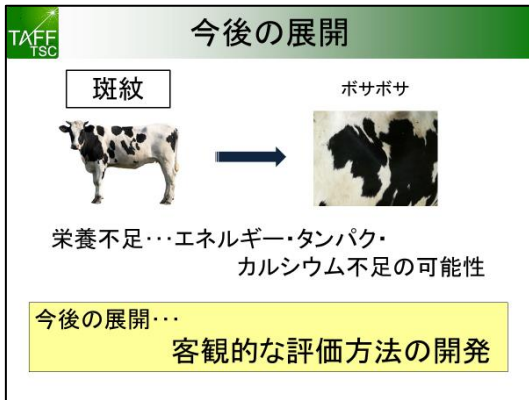 TAFF
TSC
今後の展開
斑紋
ボサボサ
栄養不足･･･エネルギー・タンパク・
カルシウム不足の可能性
今後の展開･･･
客観的な評価方法の開発